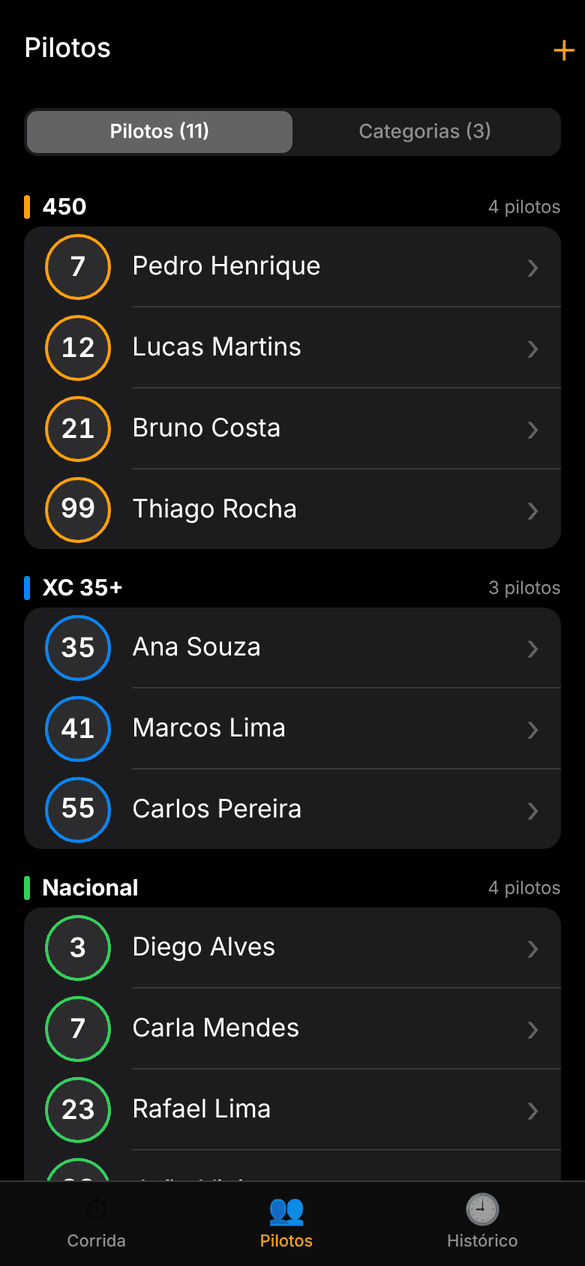 Pilotos
+
Pilotos (11)
Categorias (3)
450
4 pilotos
7
Pedro Henrique
12
Lucas Martins
21
Bruno Costa
99
Thiago Rocha
XC 35+
3 pilotos
35
Ana Souza
41
Marcos Lima
55
Carlos Pereira
Nacional
4 pilotos
3
Diego Alves
7
Carla Mendes
23
Rafael Lima
Corrida
Pilotos
Histórico